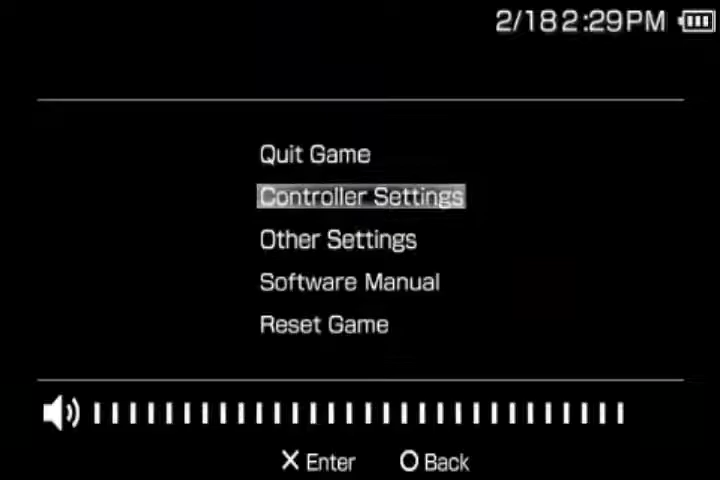 2/18 2:29PM
Quit Game
Controller Settings
Other Settings
Software Manual
Reset Game
X Enter O Back